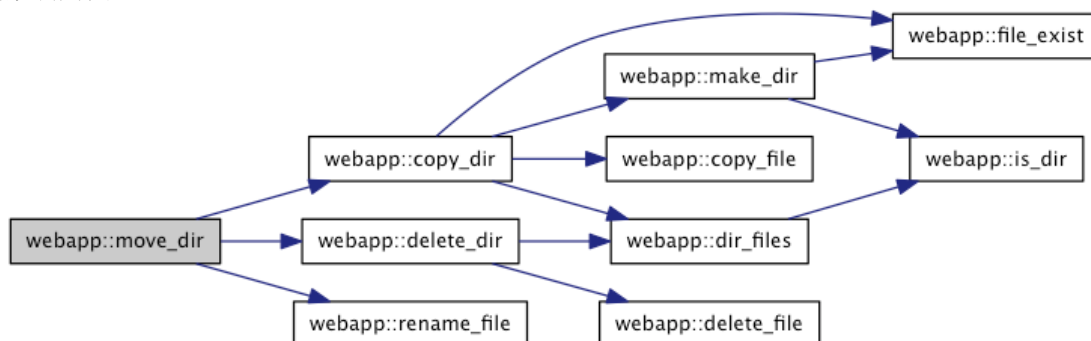 webapp::file_exist
webapp::make_dir
webapp::copy_dir
webapp::copy_file
webapp::is_dir
webapp::move_dir
webapp::delete_dir
webapp::dir_files
webapp::rename_file
webapp::delete_file